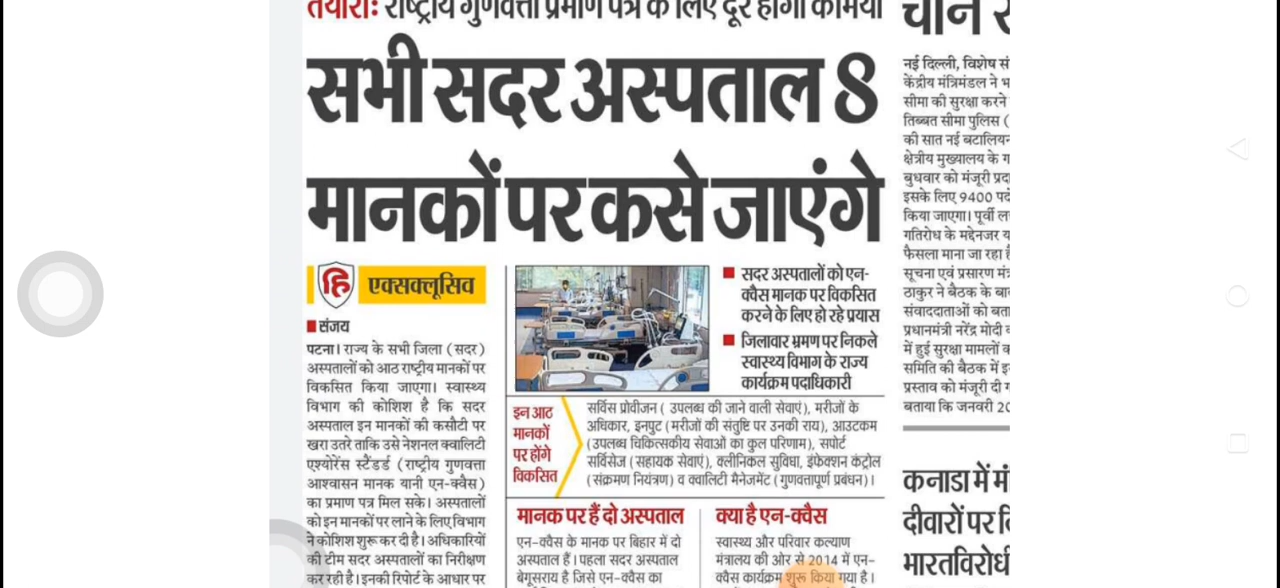 तैयारी: राष्ट्रीय गुणवत्ता प्रमाण पत्र के लिए दूर होंगी कमियां
सभी सदर अस्पताल 8
मानकों पर कसे जाएंगे
हि एक्सक्लूसिव
संजय
पटना। राज्य के सभी जिला (सदर)
अस्पतालों को आठ राष्ट्रीय मानकों पर
विकसित किया जाएगा। स्वास्थ्य
विभाग की कोशिश है कि सदर
अस्पताल इन मानकों की कसौटी पर
खरा उतरे ताकि उसे नेशनल क्वालिटी
एश्योरेंस स्टैंडर्ड (राष्ट्रीय गुणवत्ता
आश्वासन मानक यानी एन-क्वैस)
का प्रमाण पत्र मिल सके। अस्पतालों
को इन मानकों पर लाने के लिए विभाग
ने कोशिश शुरू कर दी है। अधिकारियों
की टीम सदर अस्पतालों का निरीक्षण
कर रही है। इनकी रिपोर्ट के आधार पर
सदर अस्पतालों को एन-
क्वैस मानक पर विकसित
करने के लिए हो रहे प्रयास
जिलावार भ्रमण पर निकले
स्वास्थ्य विभाग के राज्य
कार्यक्रम पदाधिकारी
इन आठ
मानकों
पर होंगे
विकसित
सर्विस प्रोवीजन ( उपलब्ध की जाने वाली सेवाएं), मरीजों के
अधिकार, इनपुट (मरीजों की संतुष्टि पर उनकी राय), आउटकम
(उपलब्ध चिकित्सकीय सेवाओं का कुल परिणाम), सपोर्ट
सर्विसेज (सहायक सेवाएं), क्लीनिकल सुविधा, इंफेक्शन कंट्रोल
(संक्रमण नियंत्रण) व क्वालिटी मैनेजमेंट (गुणवत्तापूर्ण प्रबंधन)।
मानक पर हैं दो अस्पताल
एन-क्वैस के मानक पर बिहार में दो
अस्पताल हैं। पहला सदर अस्पताल
बेगूसराय है जिसे एन-क्वैस का
क्या है एन-क्वैस
स्वास्थ्य और परिवार कल्याण
मंत्रालय की ओर से 2014 में एन-
क्वैस कार्यक्रम शुरू किया गया है।
चीन
नई दिल्ली, विशेष सं
केंद्रीय मंत्रिमंडल ने भ
सीमा की सुरक्षा करने
तिब्बत सीमा पुलिस (
की सात नई बटालियन
क्षेत्रीय मुख्यालय के ग
बुधवार को मंजूरी प्रदा
इसके लिए 9400 पदों
किया जाएगा। पूर्वी ल
गतिरोध के मद्देनजर य
फैसला माना जा रहा है
सूचना एवं प्रसारण मंत्र
ठाकुर ने बैठक के बा
संवाददाताओं को बता
प्रधानमंत्री नरेंद्र मोदी
में हुई सुरक्षा मामलों क
समिति की बैठक में इ
प्रस्ताव को मंजूरी दी ग
बताया कि जनवरी 20
कनाडा में मं
दीवारों पर लि
भारतविरोधी